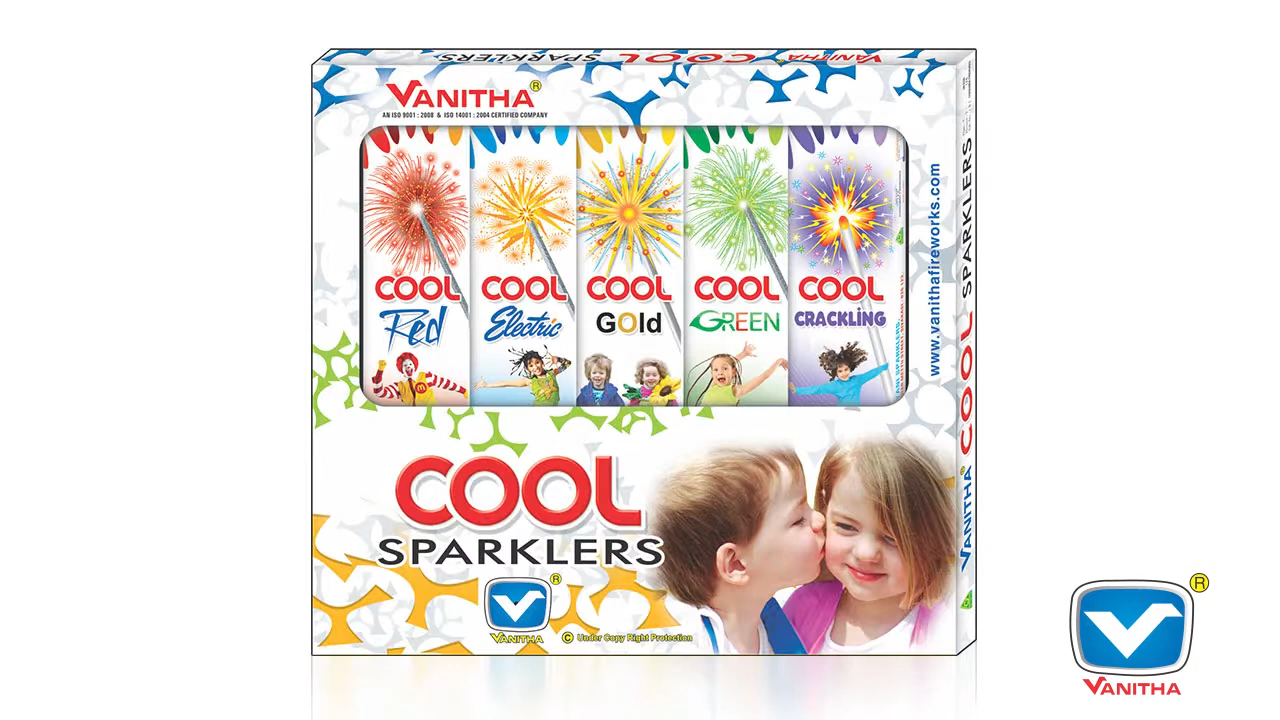 VANITHA COOL SPARKLERS
VANITHA®
AN ISO 9001 : 2008 & ISO 14001 : 2004 CERTIFIED COMPANY
COOL
Red
COOL
Electric
COOL
GOld
COOL
GREEN
COOL
CRACKLING
www.vanithafireworks.com
VANITHA® COOL SPARKLERS
COOL
SPARKLERS
®
VANITHA
© Under Copy Right Protection
®
VANITHA